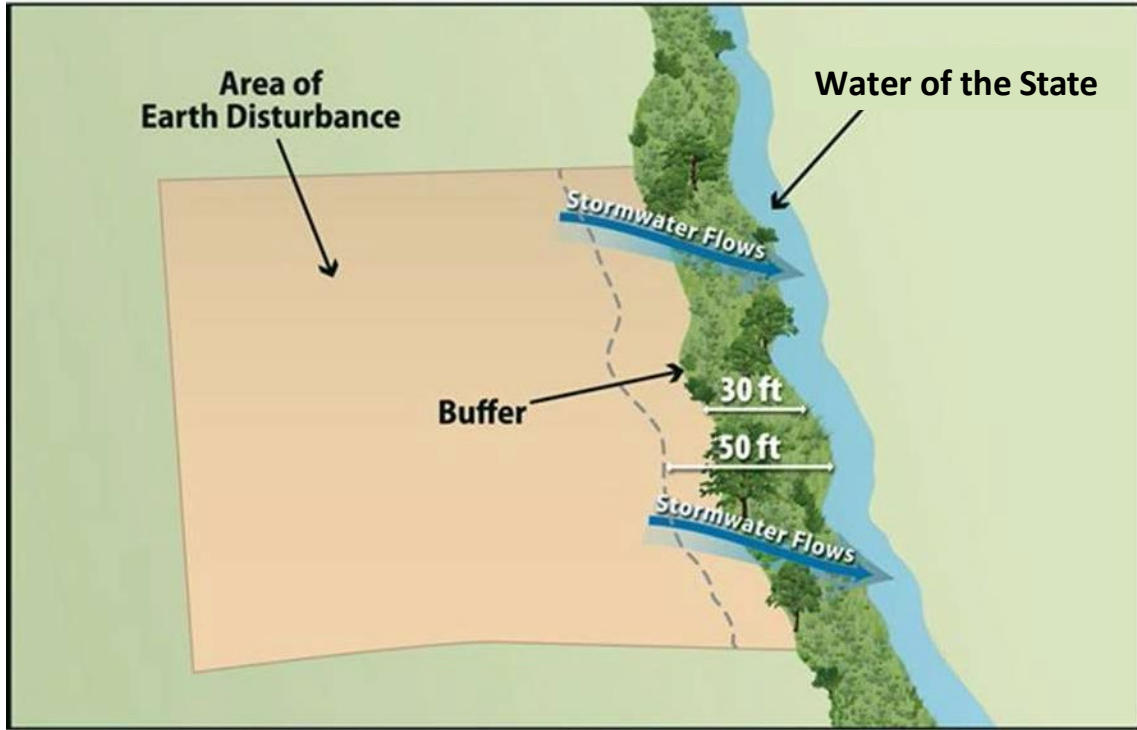 Area of
Earth Disturbance
Water of the State
Stormwater Flows
Buffer
30 ft
50 ft
Stormwater Flows